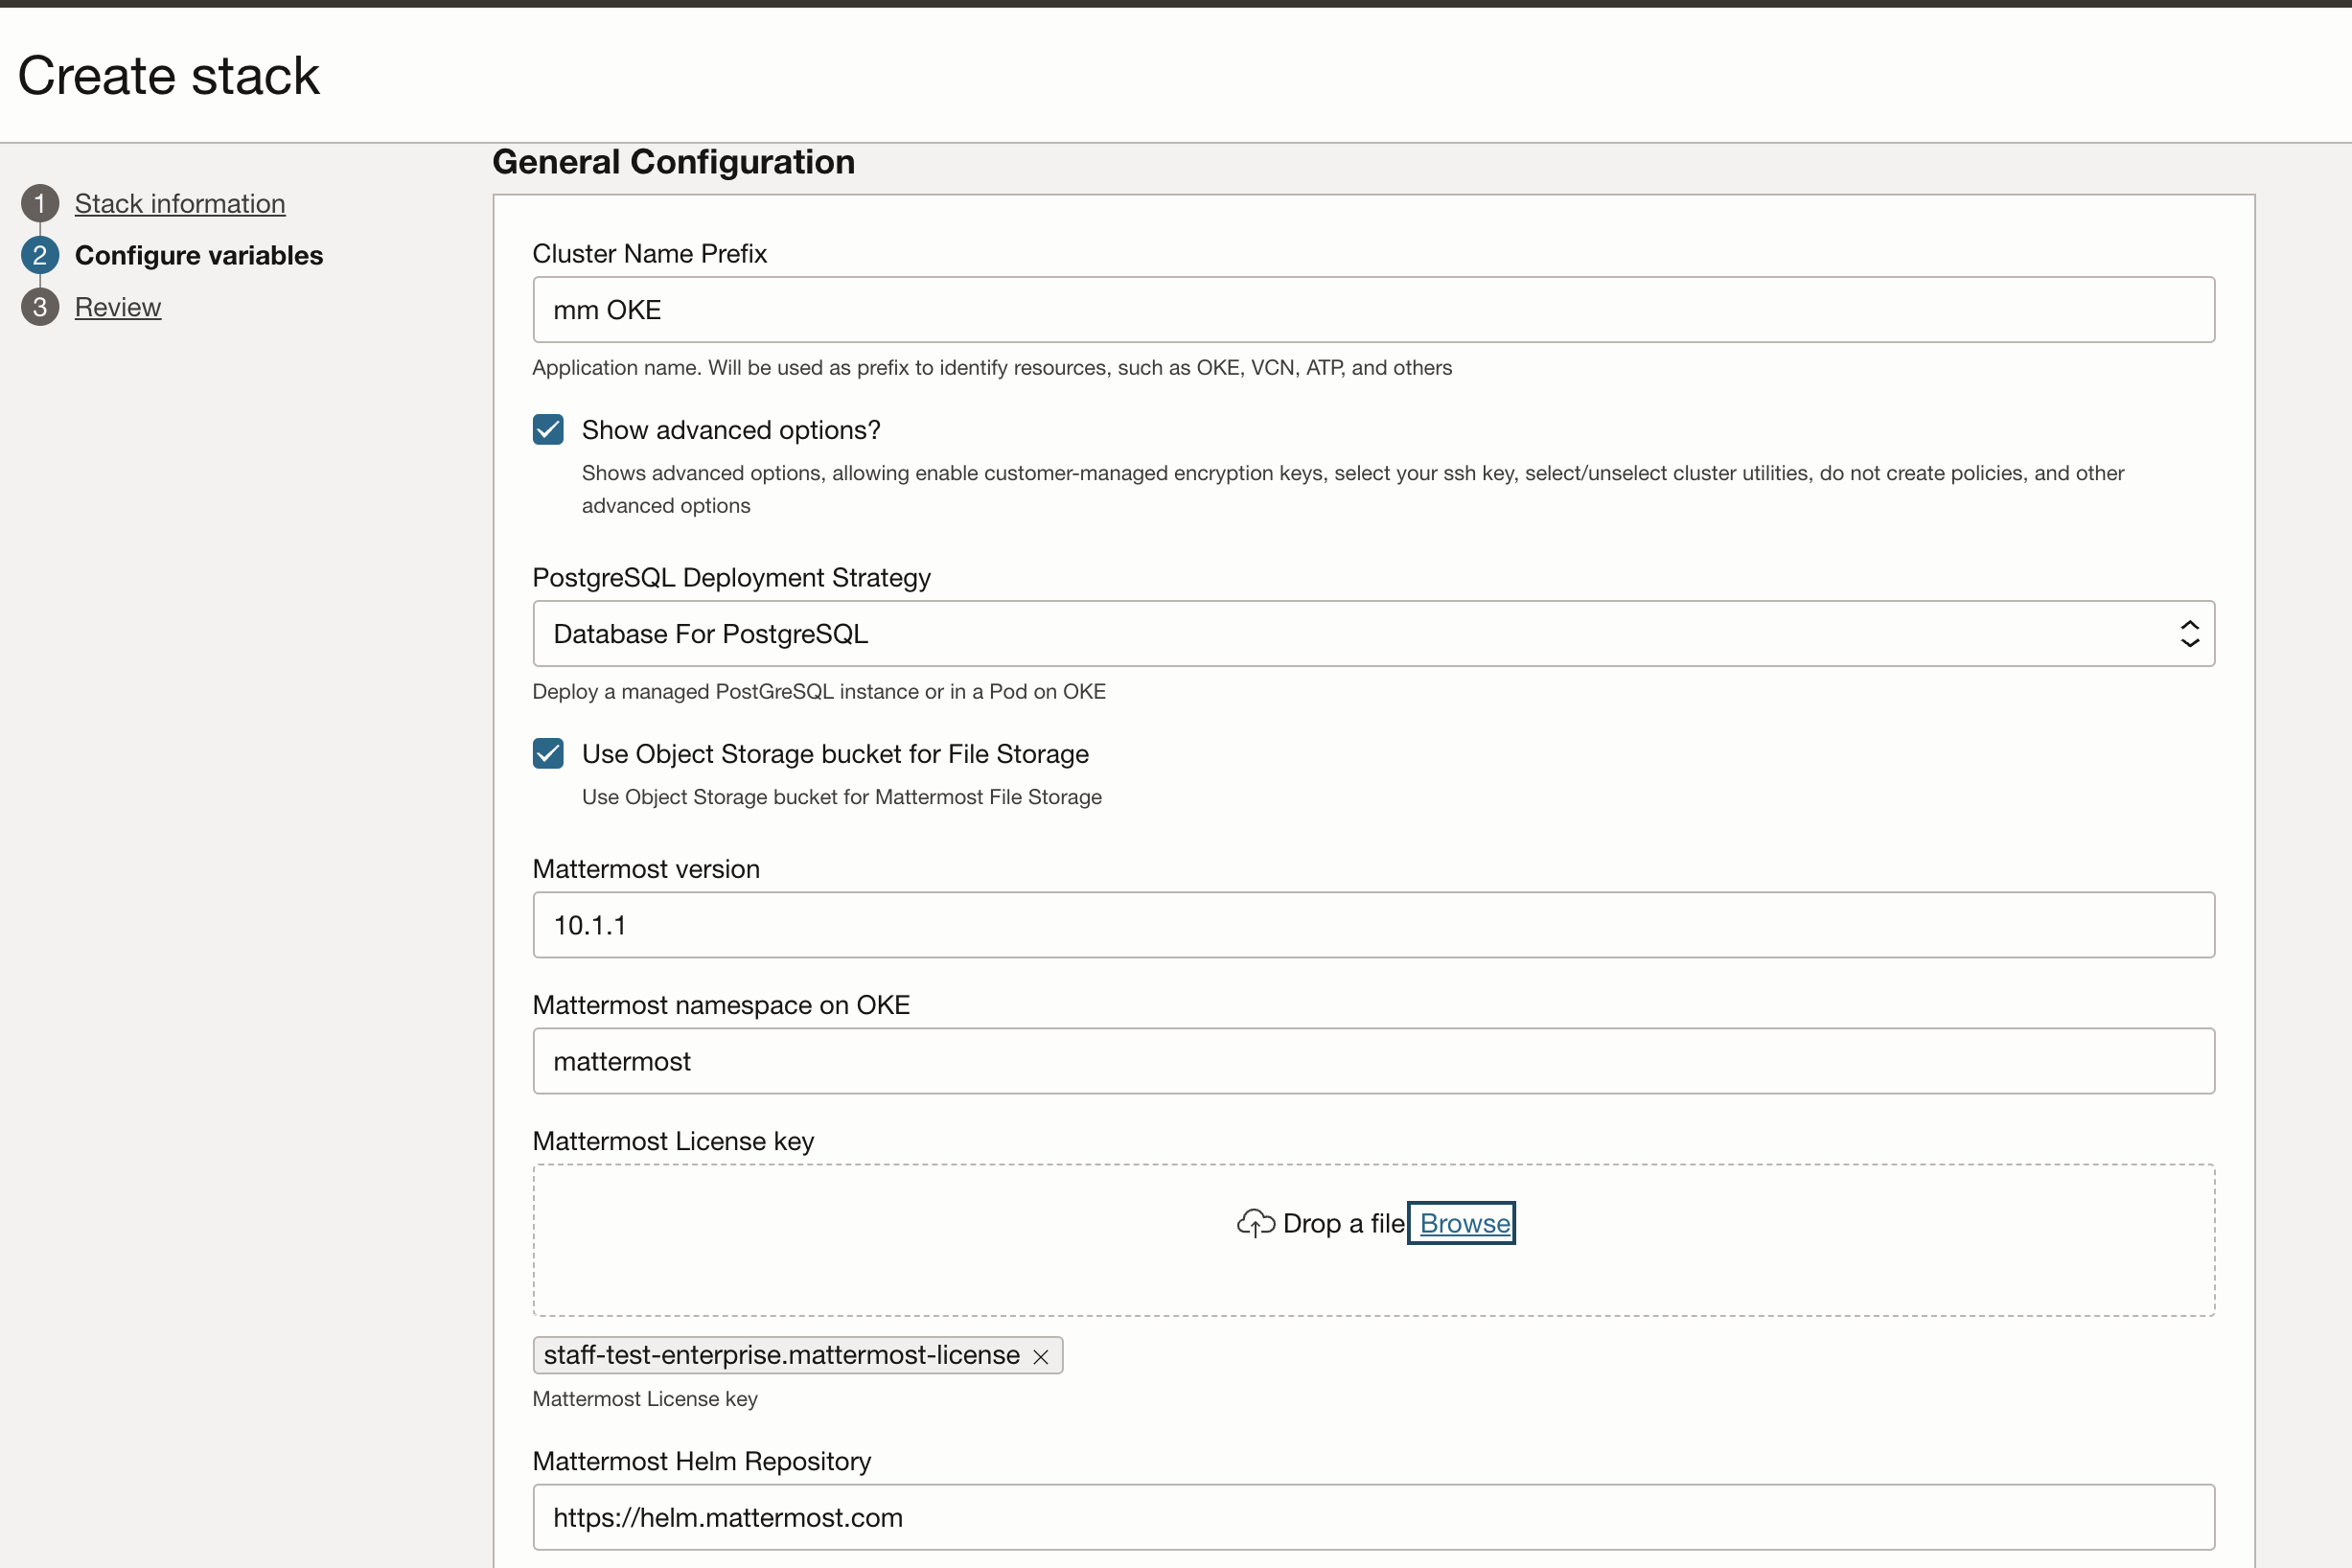 Create stack
1 Stack information
2 Configure variables
3 Review
General Configuration
Cluster Name Prefix
mm OKE
Application name. Will be used as prefix to identify resources, such as OKE, VCN, ATP, and others
Show advanced options?
Shows advanced options, allowing enable customer-managed encryption keys, select your ssh key, select/unselect cluster utilities, do not create policies, and other
advanced options
PostgreSQL Deployment Strategy
Database For PostgreSQL
Deploy a managed PostGreSQL instance or in a Pod on OKE
Use Object Storage bucket for File Storage
Use Object Storage bucket for Mattermost File Storage
Mattermost version
10.1.1
Mattermost namespace on OKE
mattermost
Mattermost License key
Drop a file Browse
staff-test-enterprise.mattermost-license
Mattermost License key
Mattermost Helm Repository
https://helm.mattermost.com